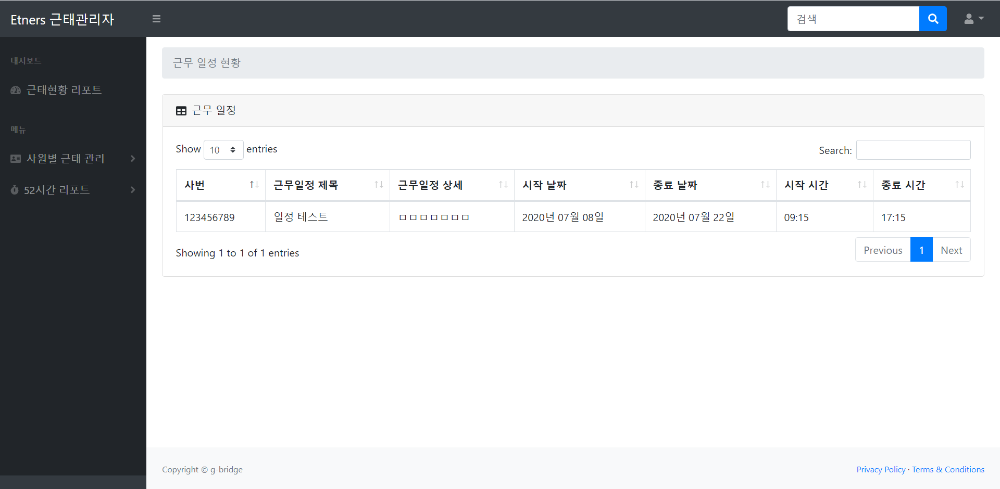 Etners 근태관리자
검색
대시보드
근태현황 리포트
메뉴
사원별 근태 관리
52시간 리포트
근무 일정 현황
근무 일정
Show 10 entries
Search:
사번 근무일정 제목 근무일정 상세 시작 날짜 종료 날짜 시작 시간 종료 시간
123456789 일정 테스트 ㅁㅁㅁㅁㅁㅁㅁ 2020년 07월 08일 2020년 07월 22일 09:15 17:15
Showing 1 to 1 of 1 entries
Previous 1 Next
Copyright © g-bridge
Privacy Policy · Terms & Conditions